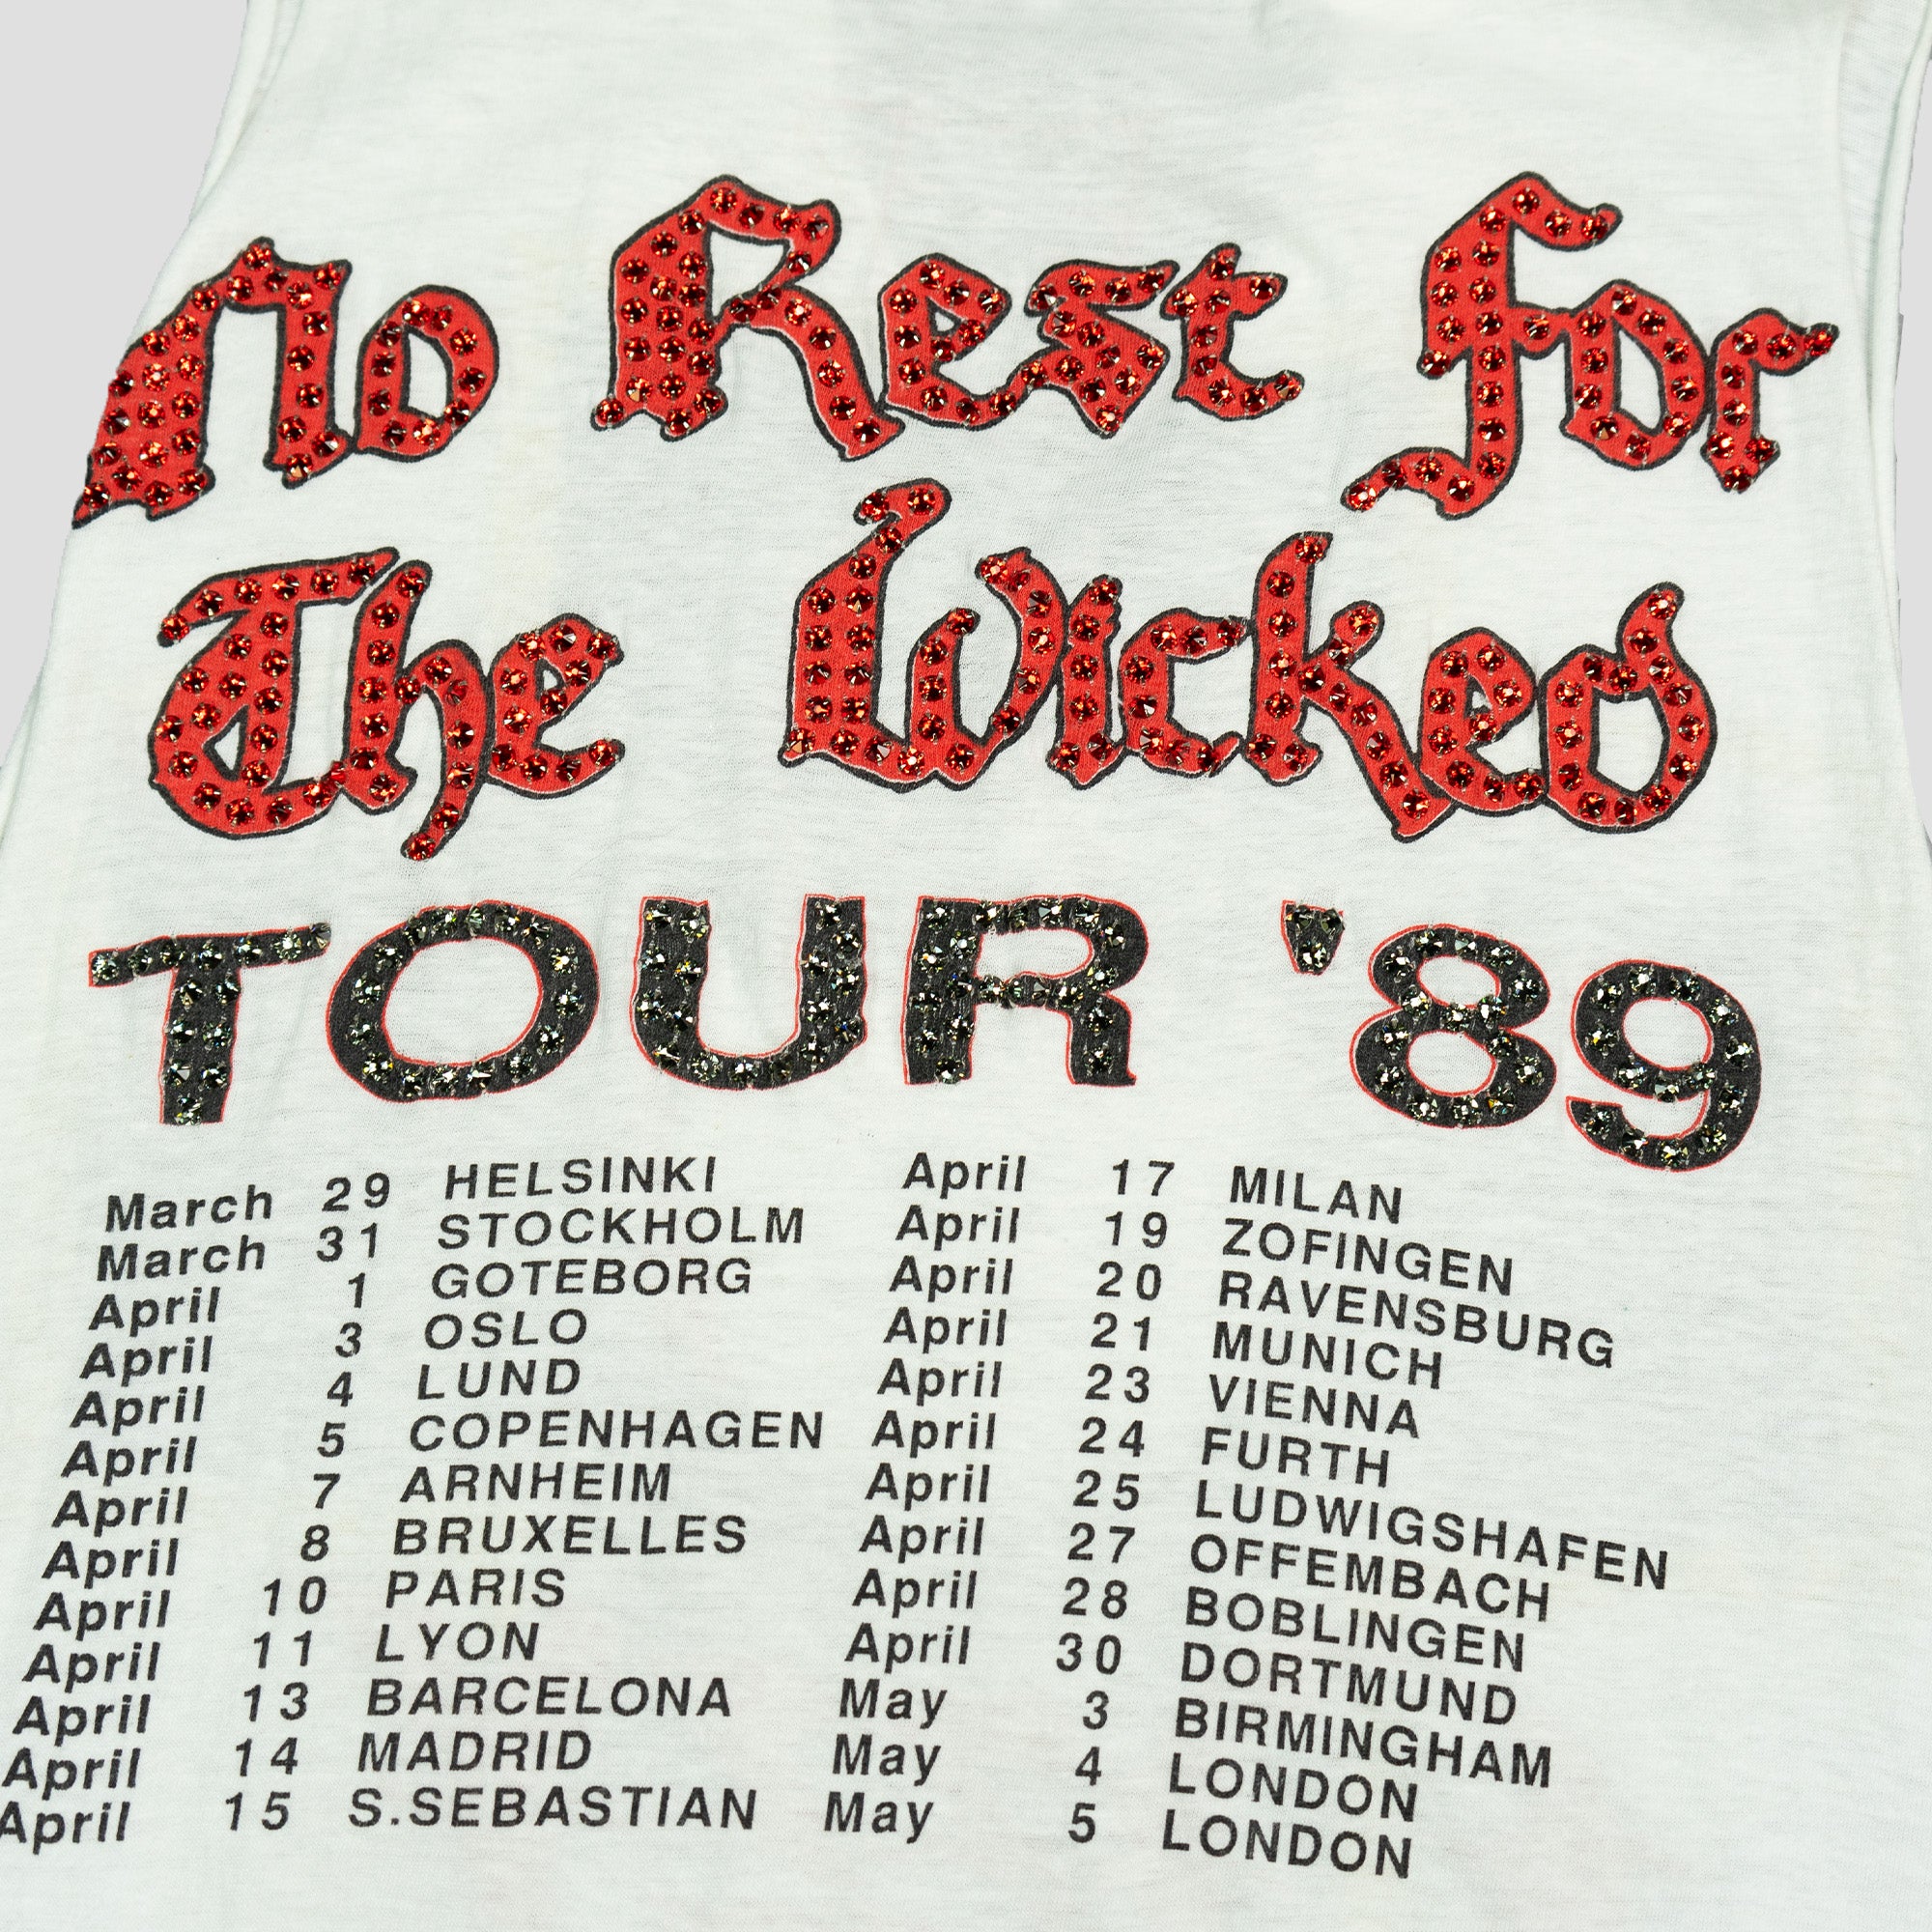 No Rest For
The Wicked
TOUR '89
March 29 HELSINKI April 17 MILAN
March 31 STOCKHOLM April 19 ZOFINGEN
April 1 GOTEBORG April 20 RAVENSBURG
April 3 OSLO April 21 MUNICH
April 4 LUND April 23 VIENNA
April 5 COPENHAGEN April 24 FURTH
April 7 ARNHEIM April 25 LUDWIGSHAFEN
April 8 BRUXELLES April 27 OFFEMBACH
April 10 PARIS April 28 BOBLINGEN
April 11 LYON April 30 DORTMUND
April 13 BARCELONA May 3 BIRMINGHAM
April 14 MADRID May 4 LONDON
April 15 S.SEBASTIAN May 5 LONDON